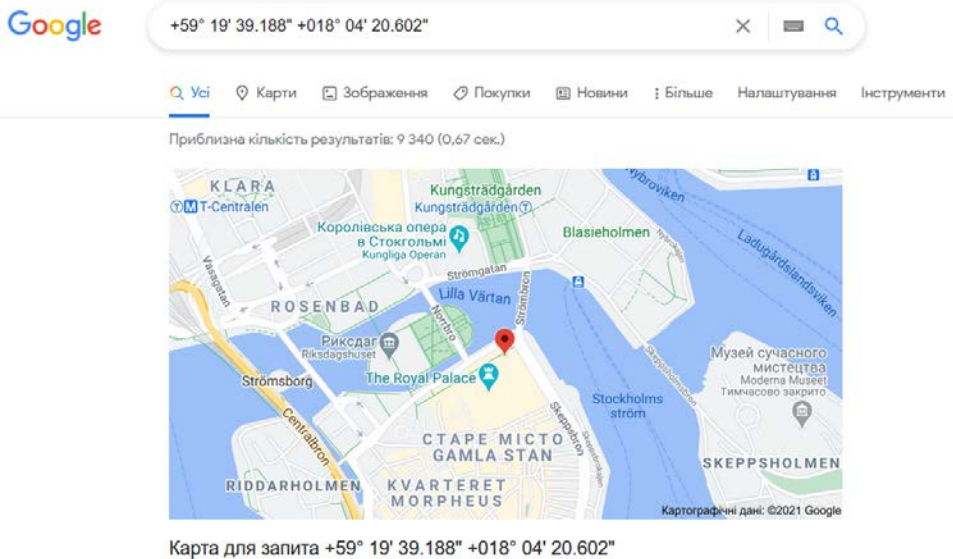 Google
+59° 19' 39.188" +018° 04' 20.602"
Усі Карти Зображення Покупки Новини Більше Налаштування Інструменти
Приблизна кількість результатів: 9 340 (0,67 сек.)
KLARA
T M T-Centralen
Kungsträdgården
Kungsträdgården T
Nybroviken
Королівська опера
в Стокгольмі
Kungliga Operan
Blasieholmen
Ladugårdslandsviken
Vasagatan
Strömgatan
Lilla Värtan
Strömbron
ROSENBAD
Norrbro
Риксдаг
Riksdagshuset
The Royal Palace
Strömsborg
Centralbron
Музей сучасного
мистецтва
Moderna Museet
Тимчасово закрито
Stockholms
ström
Skeppsbron
СТАРЕ МІСТО
GAMLA STAN
SKEPPSHOLMEN
RIDDARHOLMEN
KVARTERET
MORPHEUS
Картографічні дані: ©2021 Google
Карта для запита +59° 19' 39.188" +018° 04' 20.602"